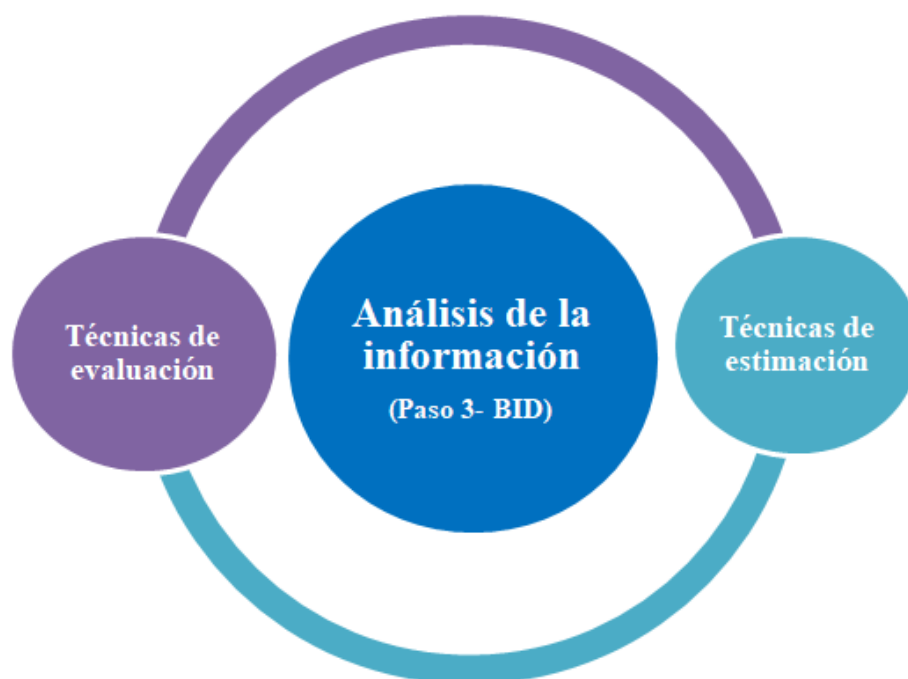 Técnicas de
evaluación
Análisis de la
información
(Paso 3- BID)
Técnicas de
estimación